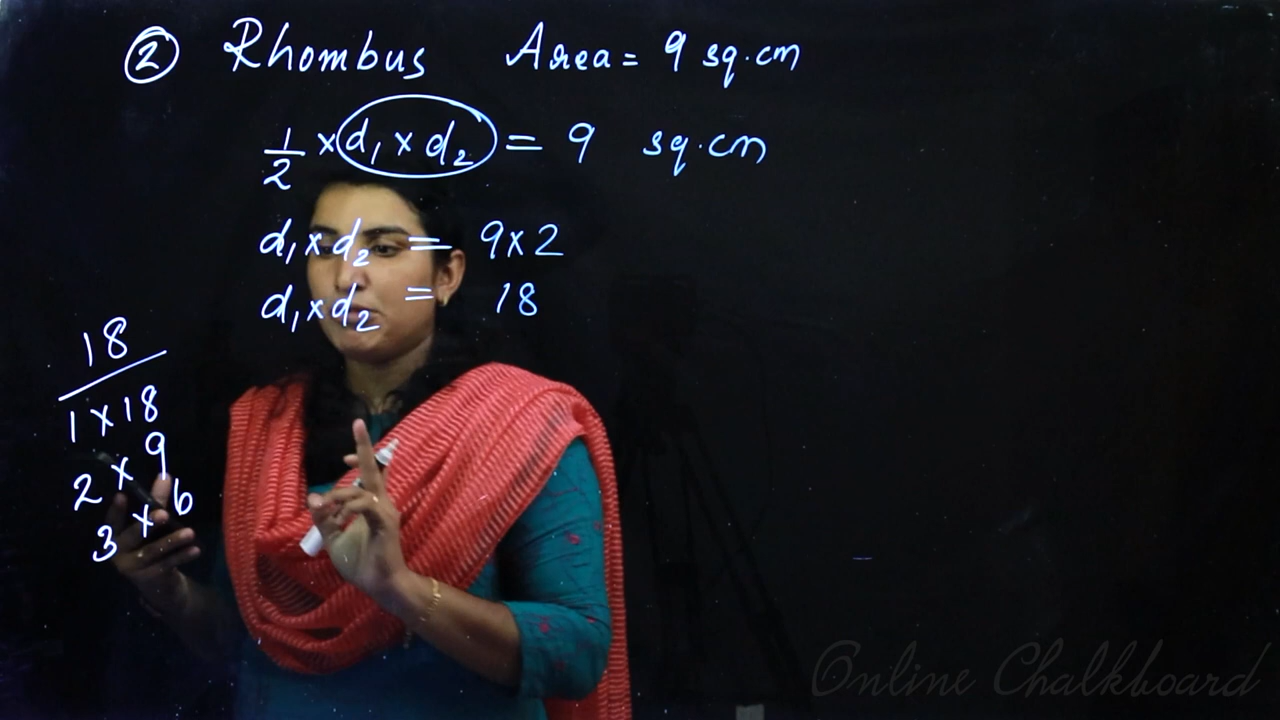 ② Rhombus Area = 9 sq.cm
1/2 × d₁ × d₂ = 9 sq.cm
d₁ × d₂ = 9 × 2
d₁ × d₂ = 18
18
1 × 18
2 × 9
3 × 6
Online Chalkboard